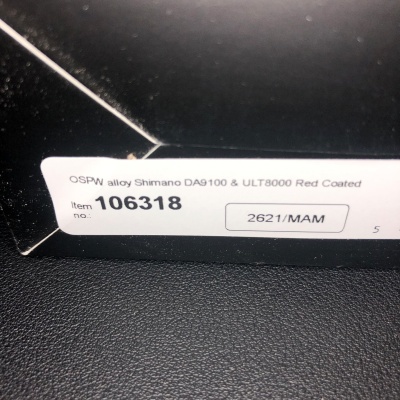 OSPW alloy Shimano DA9100 & ULT8000 Red Coated
Item no.: 106318
2621/MAM
5